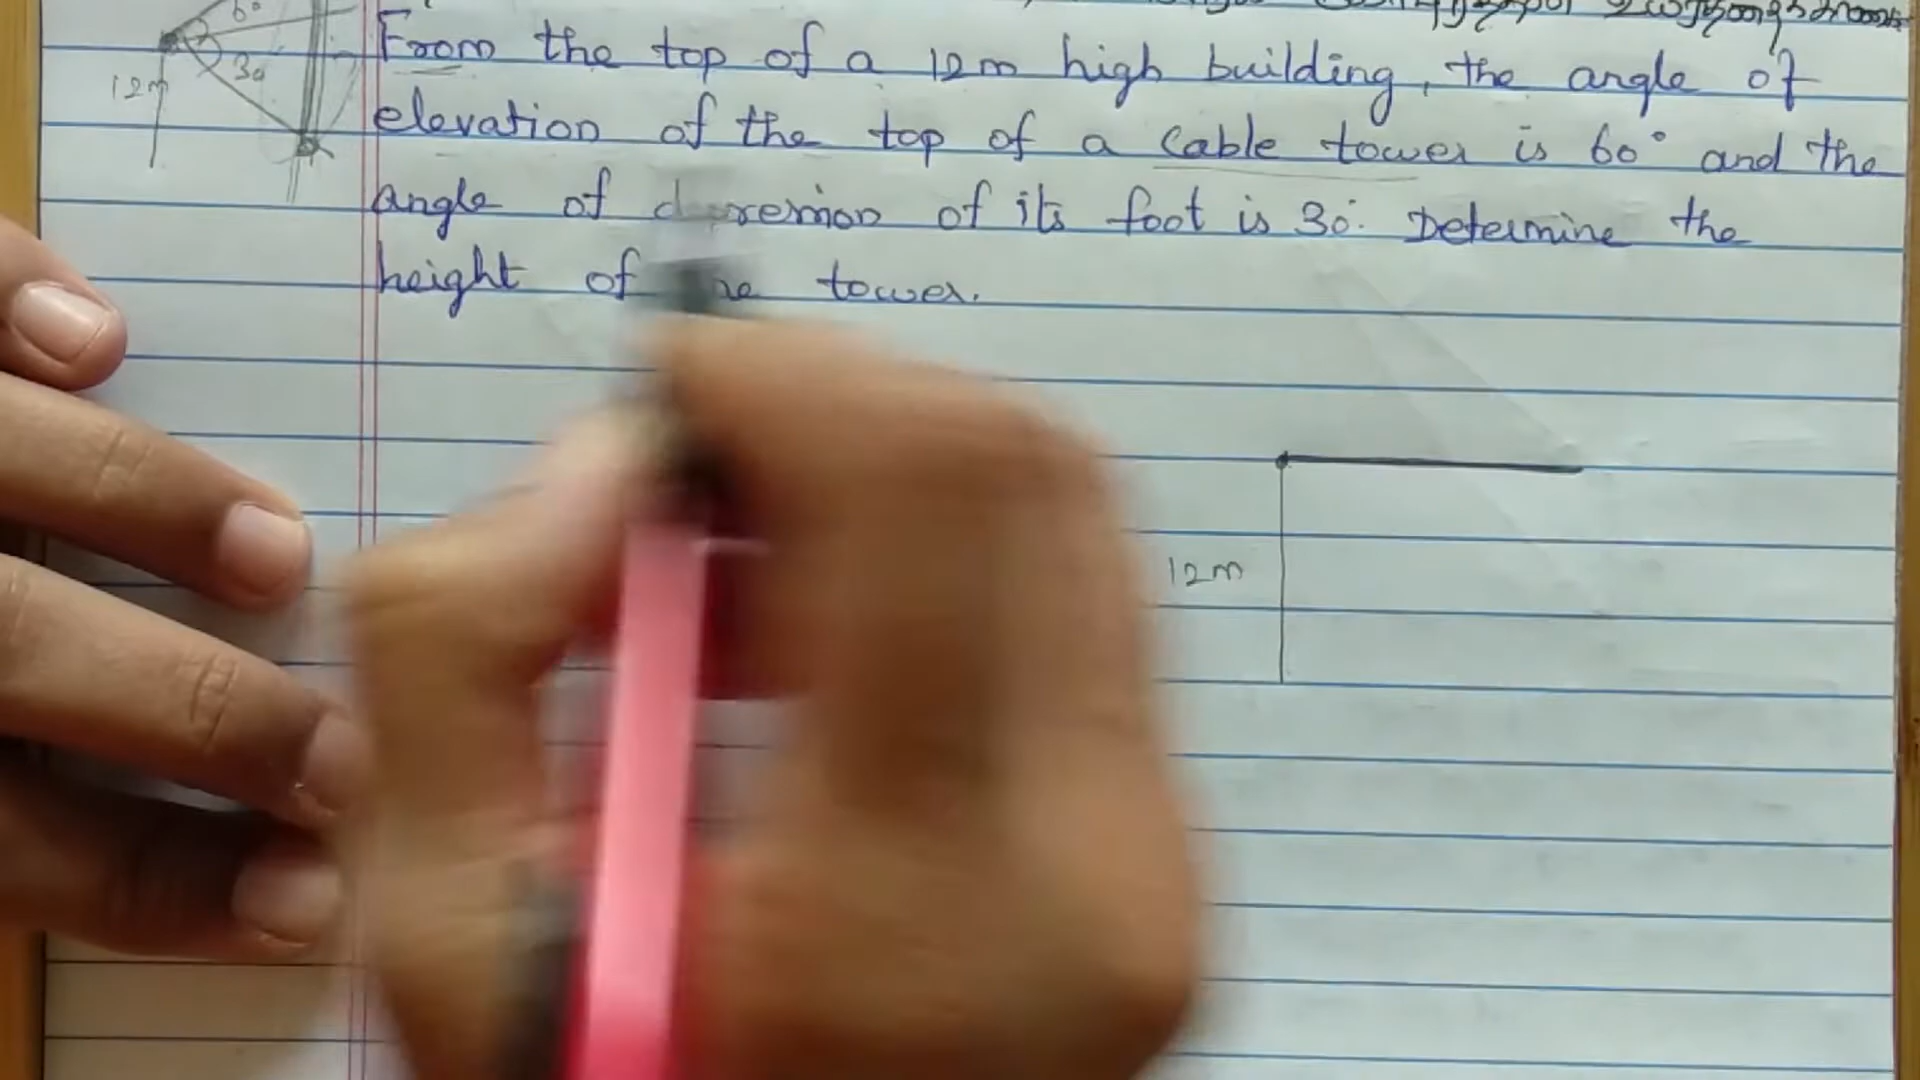 60
12m
30
From the top of a 12m high building, the angle of
elevation of the top of a cable tower is 60° and the
angle of of its foot is 30°. Determine the
height of tower.
12m